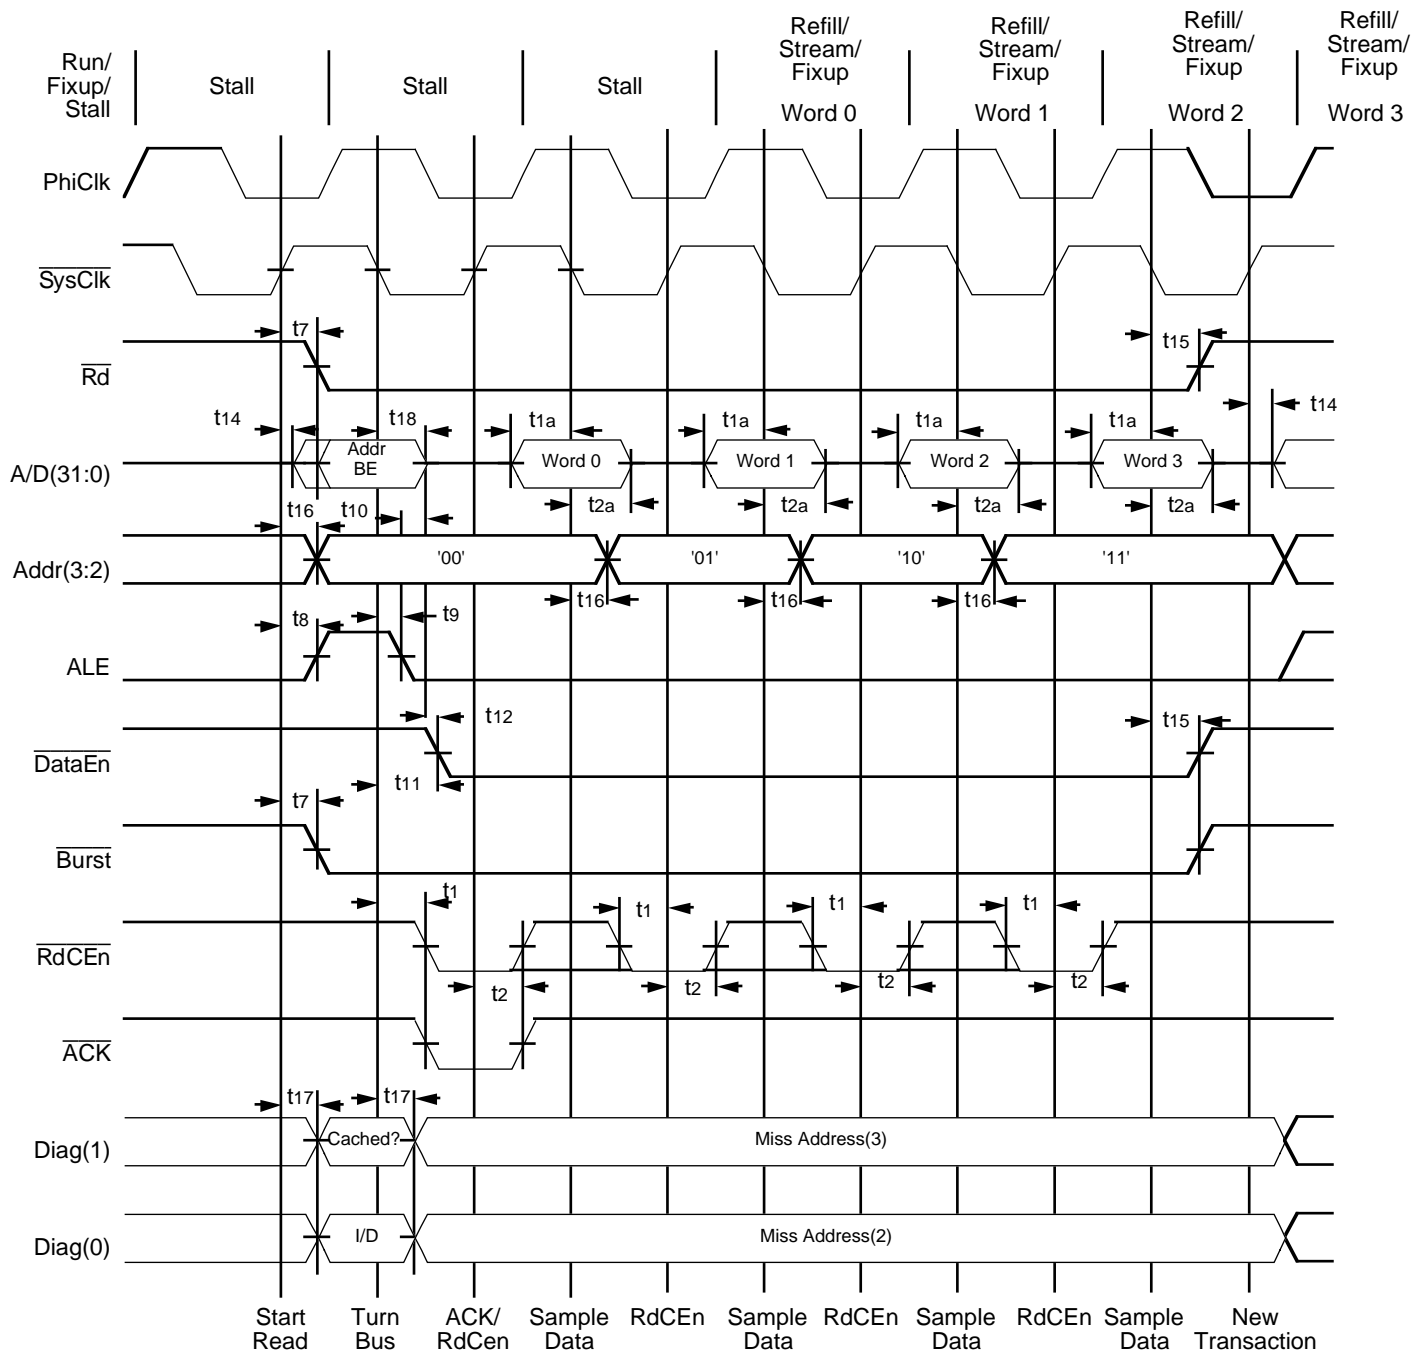 Refill/ Refill/ Refill/ Refill/
Run/ Stream/ Stream/ Stream/ Stream/
Fixup/ Stall Stall Stall Fixup Fixup Fixup Fixup
Stall Word 0 Word 1 Word 2 Word 3
PhiClk
SysClk
t7 t15
Rd
t14 t18 t1a t1a t1a t1a t14
Addr
BE Word 0 Word 1 Word 2 Word 3
A/D(31:0)
t2a t2a t2a t2a
t16 t10
'00' '01' '10' '11'
Addr(3:2)
t16 t16 t16
t8 t9
ALE
t12 t15
DataEn
t11
t7
Burst
t1
t1 t1 t1
RdCEn
t2 t2 t2 t2
ACK
t17 t17
Cached? Miss Address(3)
Diag(1)
I/D Miss Address(2)
Diag(0)
Start Turn ACK/ Sample RdCEn Sample RdCEn Sample RdCEn Sample New
Read Bus RdCen Data Data Data Data Transaction